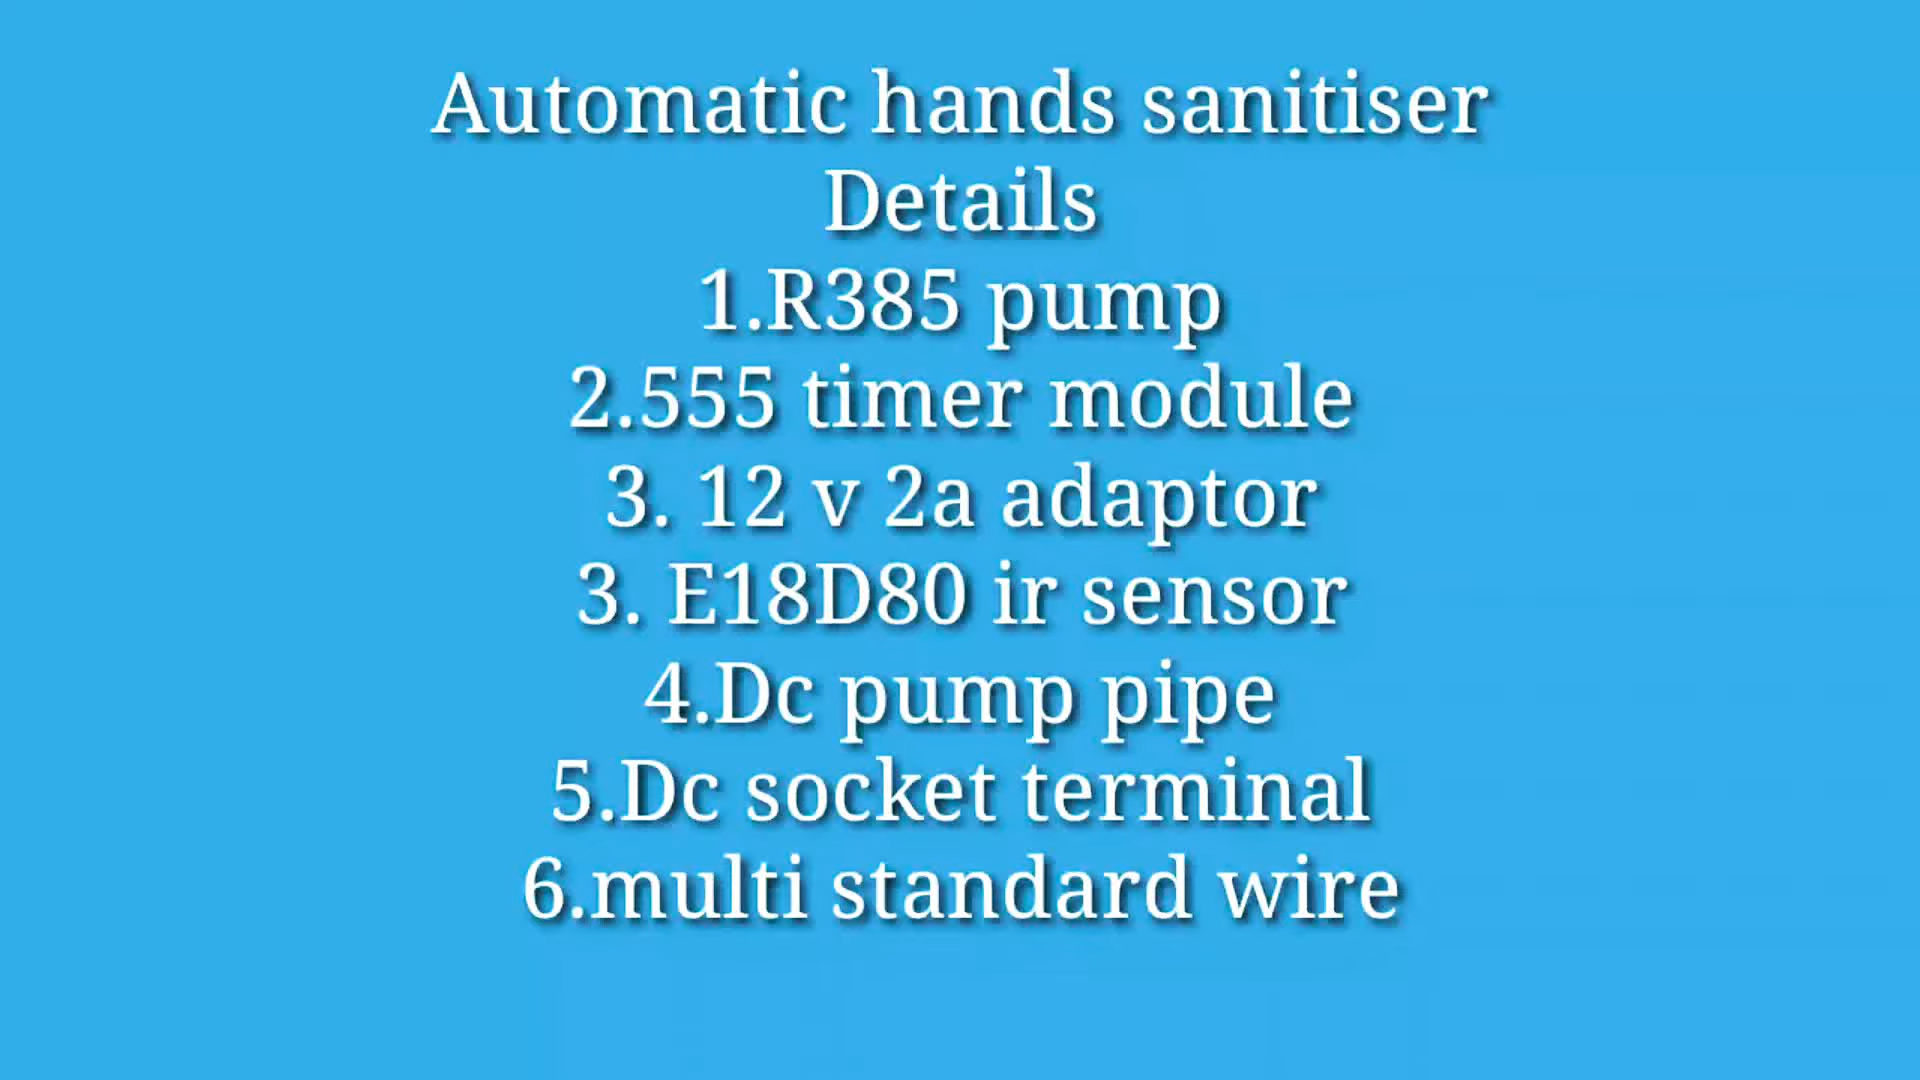 Automatic hands sanitiser
Details
1.R385 pump
2.555 timer module
3. 12 v 2a adaptor
3. E18D80 ir sensor
4.Dc pump pipe
5.Dc socket terminal
6.multi standard wire